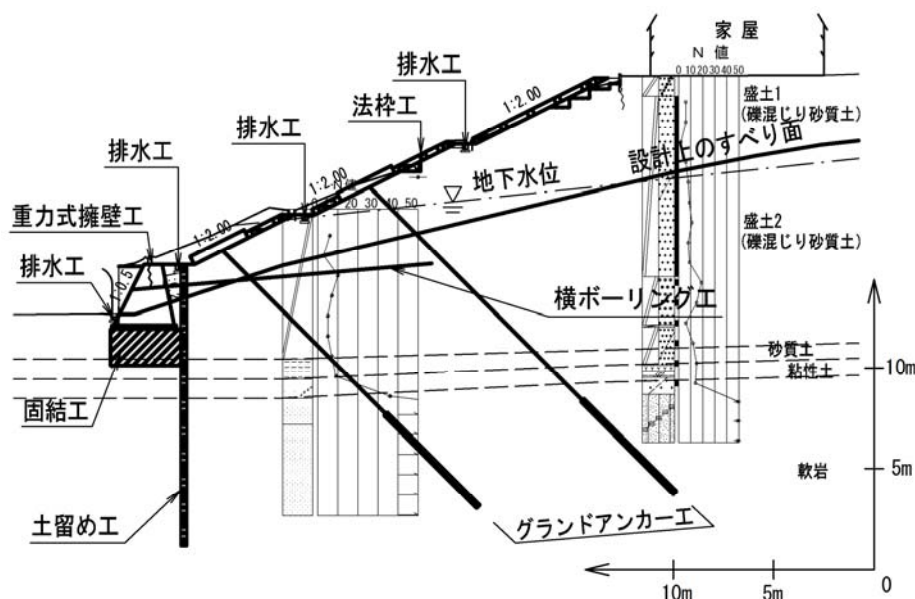 家屋
N 値
0 10 20 30 40 50
排水工
法枠工
1:2.00
盛土1
(礫混じり砂質土)
排水工
設計上のすべり面
排水工
1:2.00
地下水位
20 30 40 50
重力式擁壁工
1:2.00
盛土2
(礫混じり砂質土)
排水工
1:0.5
横ボーリング工
砂質土
10m
粘性土
固結工
軟岩
5m
土留め工
グランドアンカー工
0
10m
5m